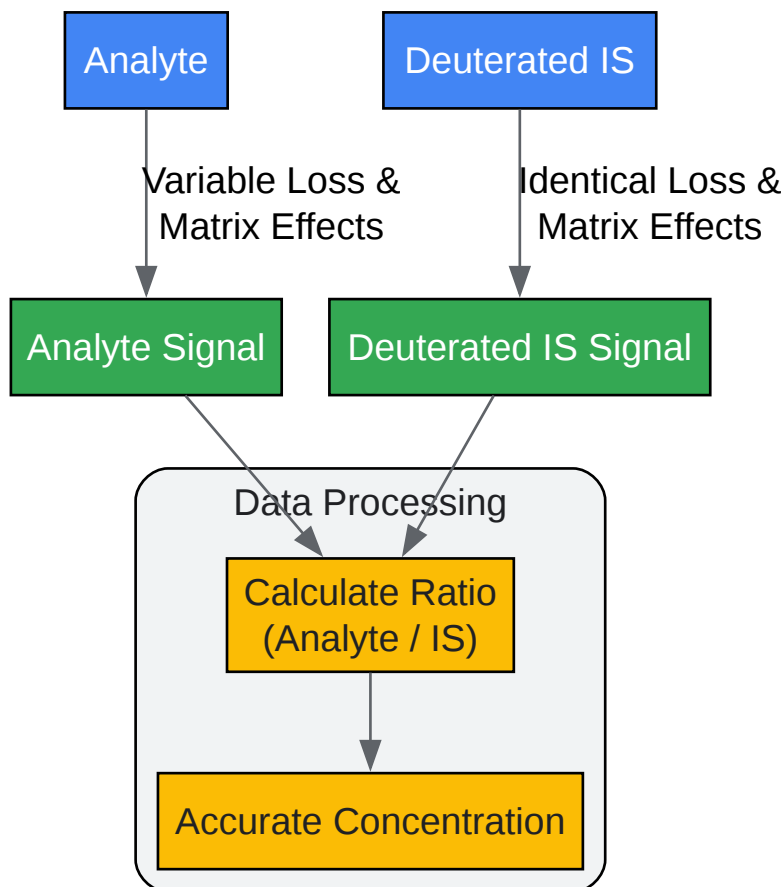 Analyte
Deuterated IS
Variable Loss &
Matrix Effects
Identical Loss &
Matrix Effects
Analyte Signal
Deuterated IS Signal
Data Processing
Calculate Ratio
(Analyte / IS)
Accurate Concentration